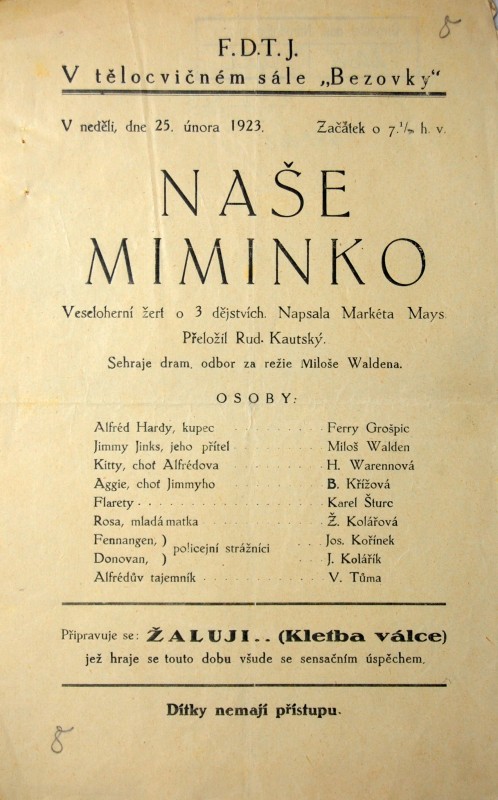 8
F.D.T.J.
V tělocvičném sále „Bezovky“
V neděli, dne 25. února 1923.   Začátek o 7.½ h. v.
NAŠE
MIMINKO
Veseloherní žert o 3 dějstvích. Napsala Markéta Mays.
Přeložil Rud. Kautský.
Sehraje dram. odbor za režie Miloše Waldena.
OSOBY:
Alfréd Hardy, kupec . . . . . . . . Ferry Grošpic
Jimmy Jinks, jeho přítel . . . . . . . Miloš Walden
Kitty, choť Alfrédova . . . . . . . . H. Warennová
Aggie, choť Jimmyho . . . . . . . . B. Křížová
Flarety . . . . . . . . . . . . . . Karel Šturc
Rosa, mladá matka . . . . . . . . . Ž. Kolářová
Fennangen, ) policejní strážníci . . . Jos. Kořínek
Donovan, ) . . . J. Kolářík
Alfrédův tajemník . . . . . . . . . V. Tůma
Připravuje se: ŽALUJI.. (Kletba válce)
jež hraje se touto dobu všude se sensačním úspěchem.
Dítky nemají přístupu.
8